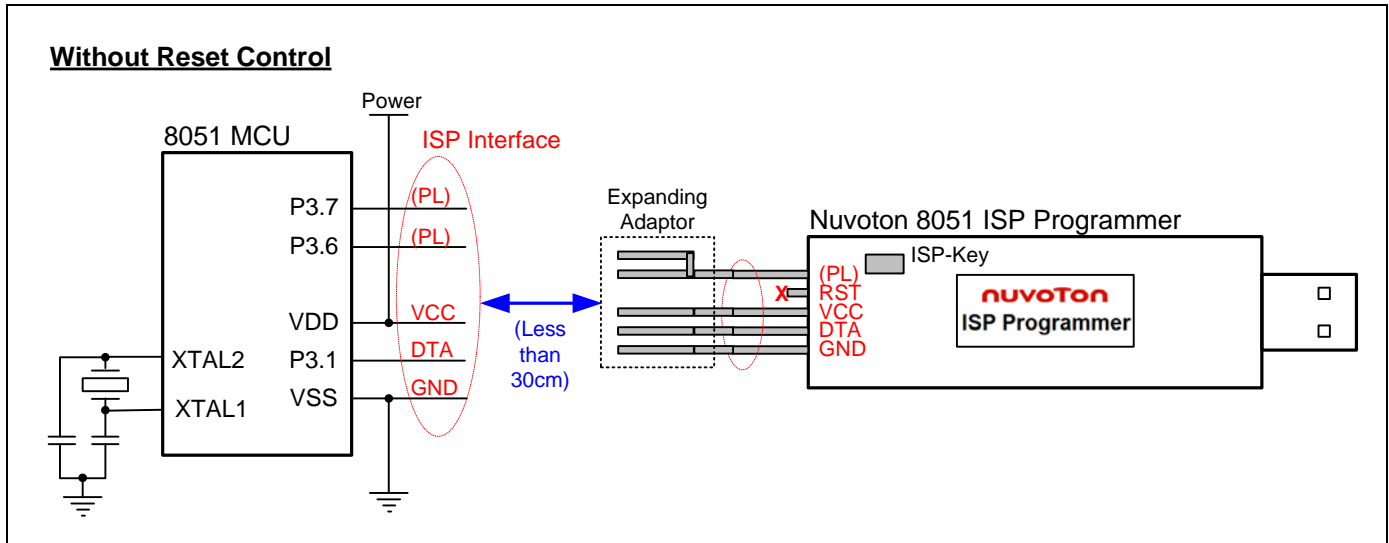 Without Reset Control
Power
8051 MCU
ISP Interface
P3.7
(PL)
P3.6
(PL)
VDD
VCC
XTAL2
P3.1
DTA
XTAL1
VSS
GND
(Less
than
30cm)
Expanding
Adaptor
Nuvoton 8051 ISP Programmer
ISP-Key
(PL)
X
RST
VCC
DTA
GND
nuvoTon
ISP Programmer